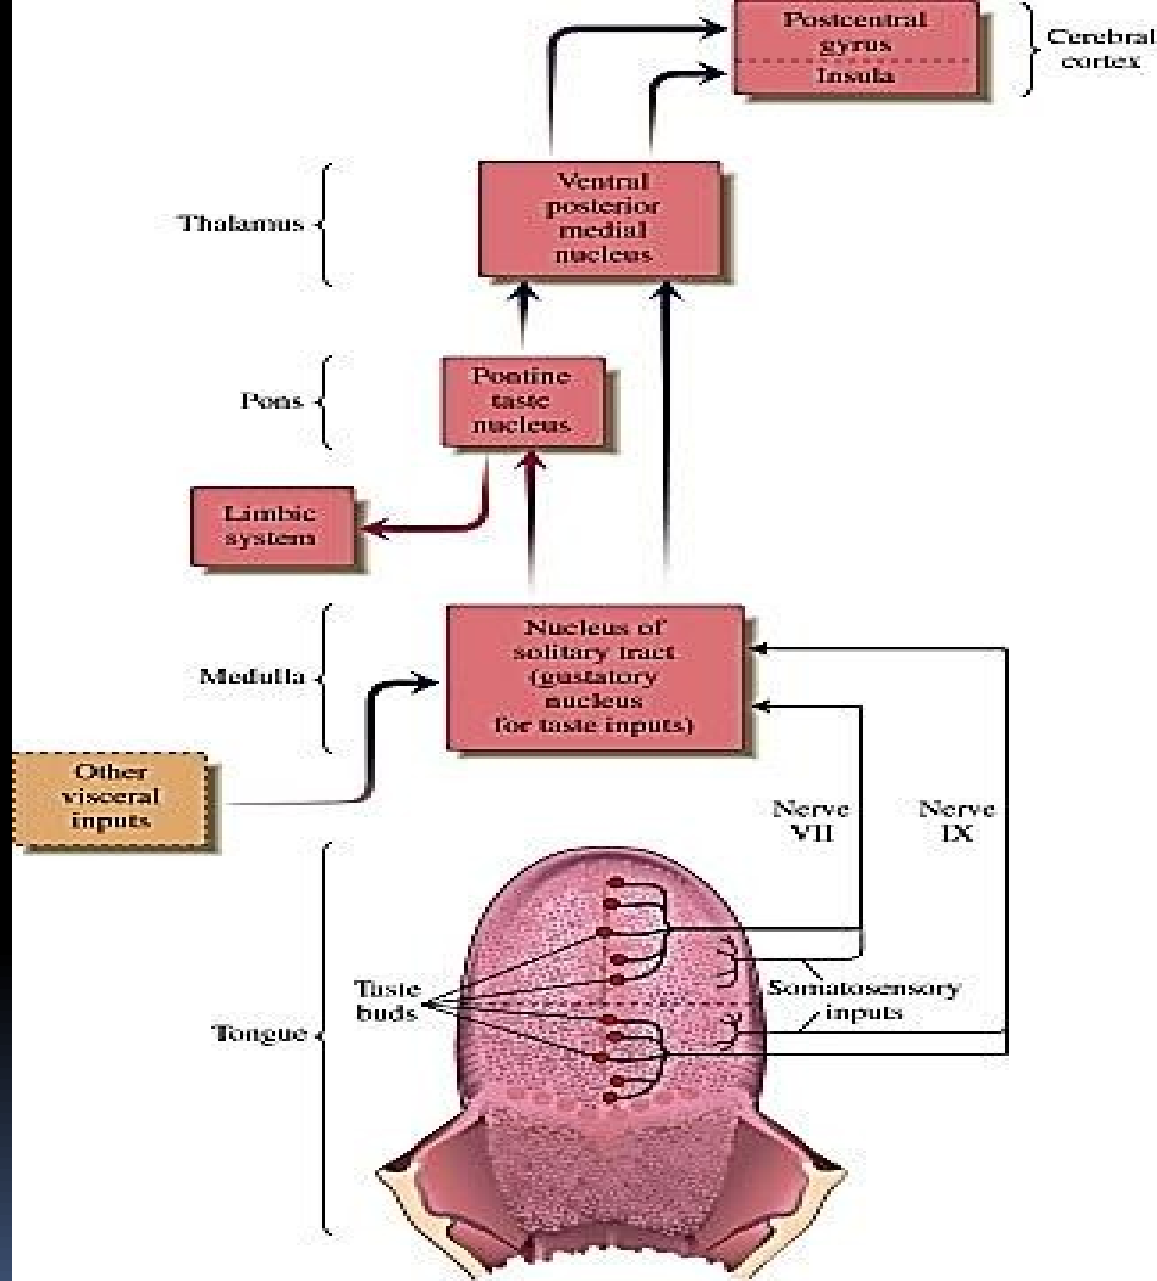 Postcentral
gyrus
Insula
Cerebral
cortex
Ventral
posterior
medial
nucleus
Thalamus
Pontine
taste
nucleus
Pons
Limbic
system
Nucleus of
solitary tract
(gustatory
nucleus
for taste inputs)
Medulla
Other
visceral
inputs
Nerve
VII
Nerve
IX
Taste
buds
Somatosensory
inputs
Tongue